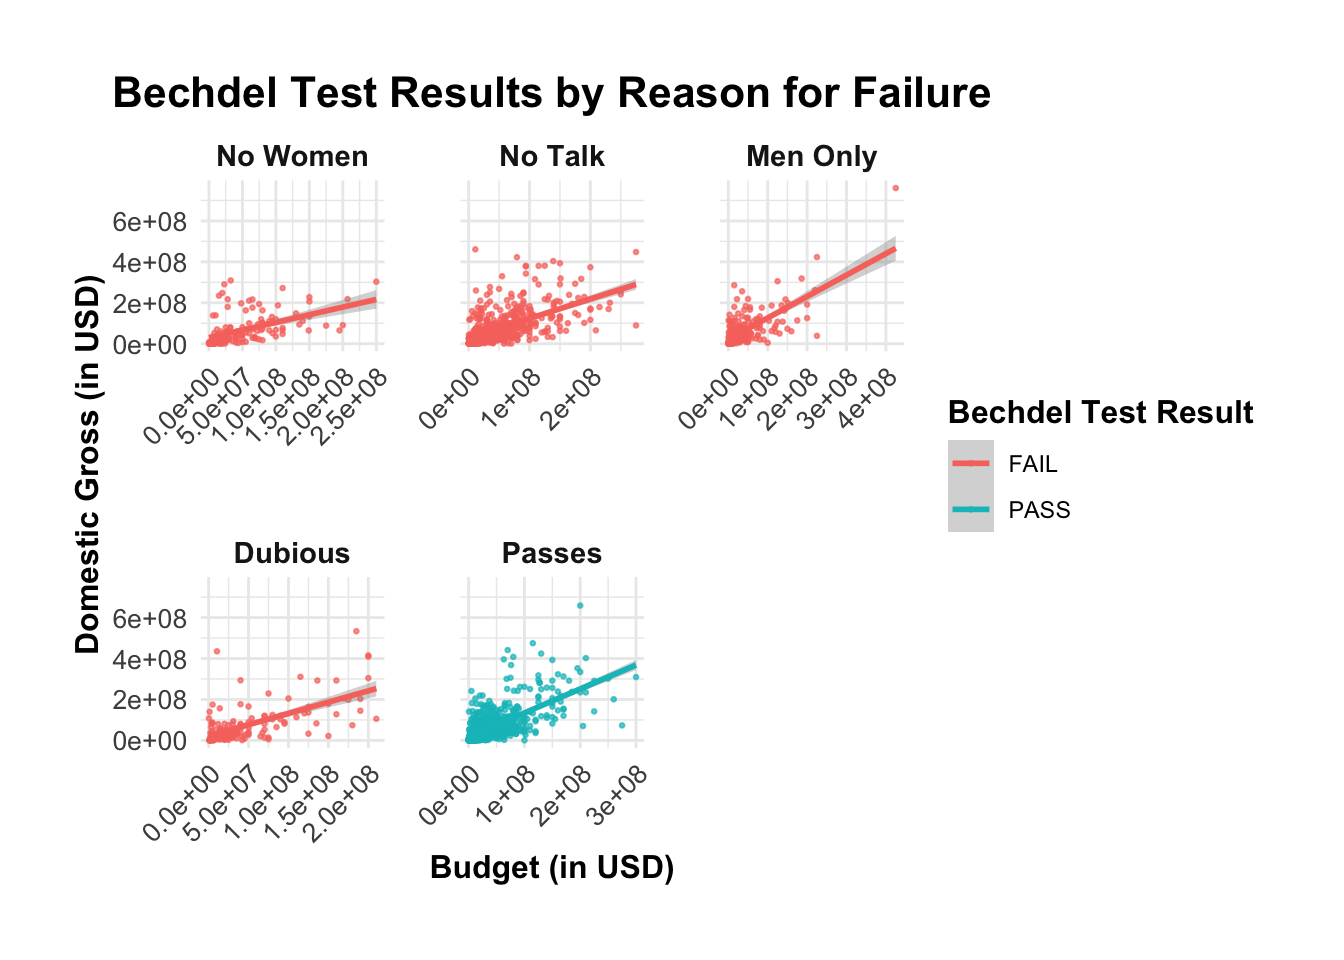 Bechdel Test Results by Reason for Failure
No Women
No Talk
Men Only
6e+08
4e+08
2e+08
0e+00
0.0e+00
5.0e+07
1.0e+08
1.5e+08
2.0e+08
2.5e+08
0e+00
1e+08
2e+08
0e+00
1e+08
2e+08
3e+08
4e+08
Domestic Gross (in USD)
Bechdel Test Result
FAIL
PASS
Dubious
Passes
6e+08
4e+08
2e+08
0e+00
0.0e+00
5.0e+07
1.0e+08
1.5e+08
2.0e+08
0e+00
1e+08
2e+08
3e+08
Budget (in USD)